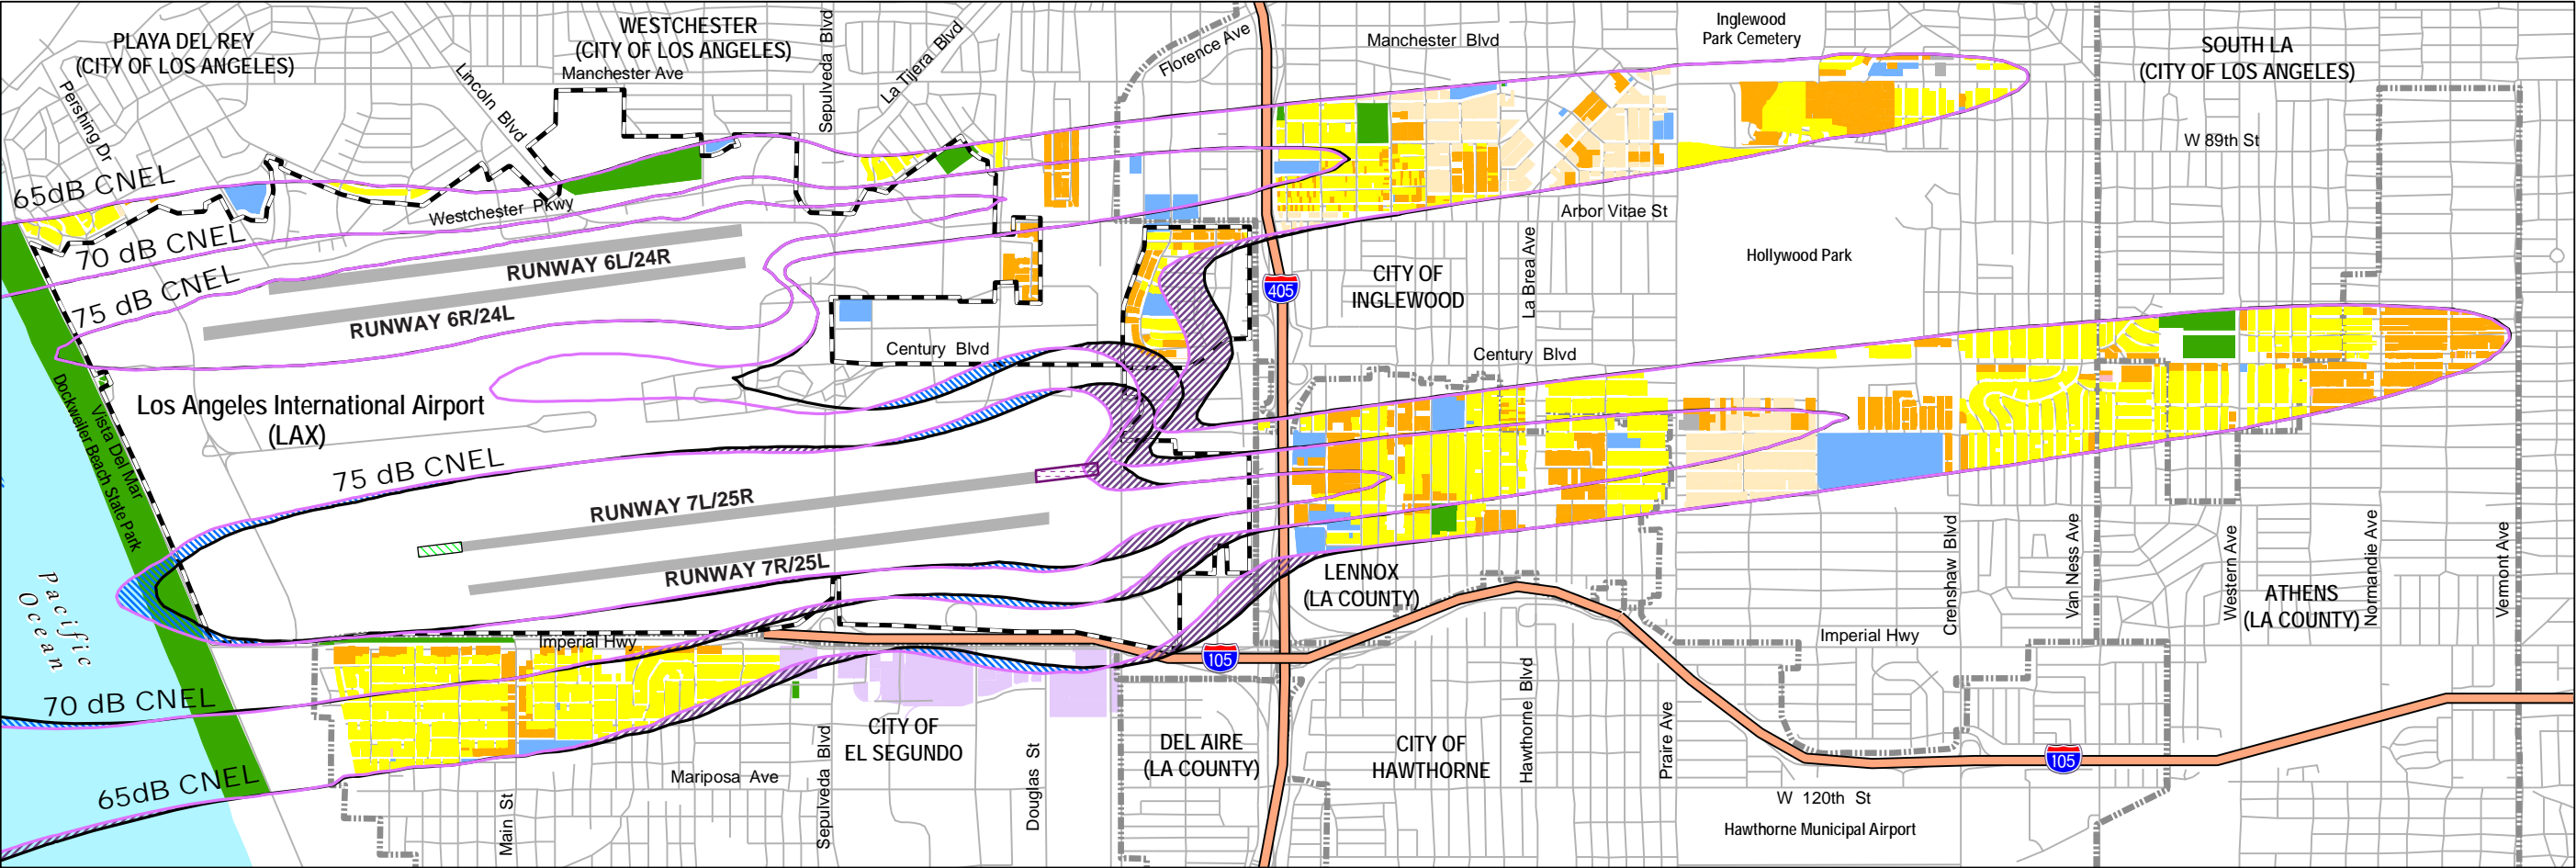 PLAYA DEL REY
(CITY OF LOS ANGELES)
WESTCHESTER
(CITY OF LOS ANGELES)
Manchester Ave
Sepulveda Blvd
La Tijera Blvd
Florence Ave
Manchester Blvd
Inglewood
Park Cemetery
SOUTH LA
(CITY OF LOS ANGELES)
Pershing Dr
Lincoln Blvd
W 89th St
65dB CNEL
Westchester Pkwy
Arbor Vitae St
70 dB CNEL
RUNWAY 6L/24R
Hollywood Park
75 dB CNEL
RUNWAY 6R/24L
405
CITY OF
INGLEWOOD
La Brea Ave
Century Blvd
Century Blvd
Los Angeles International Airport
(LAX)
Vista Del Mar
Dockweiler Beach State Park
75 dB CNEL
RUNWAY 7L/25R
RUNWAY 7R/25L
LENNOX
(LA COUNTY)
Crenshaw Blvd
Van Ness Ave
Western Ave
ATHENS
(LA COUNTY)
Normandie Ave
Vermont Ave
Pacific
Ocean
Imperial Hwy
Imperial Hwy
105
70 dB CNEL
CITY OF
EL SEGUNDO
DEL AIRE
(LA COUNTY)
CITY OF
HAWTHORNE
Hawthorne Blvd
Praire Ave
105
65dB CNEL
Main St
Mariposa Ave
Sepulveda Blvd
Douglas St
W 120th St
Hawthorne Municipal Airport